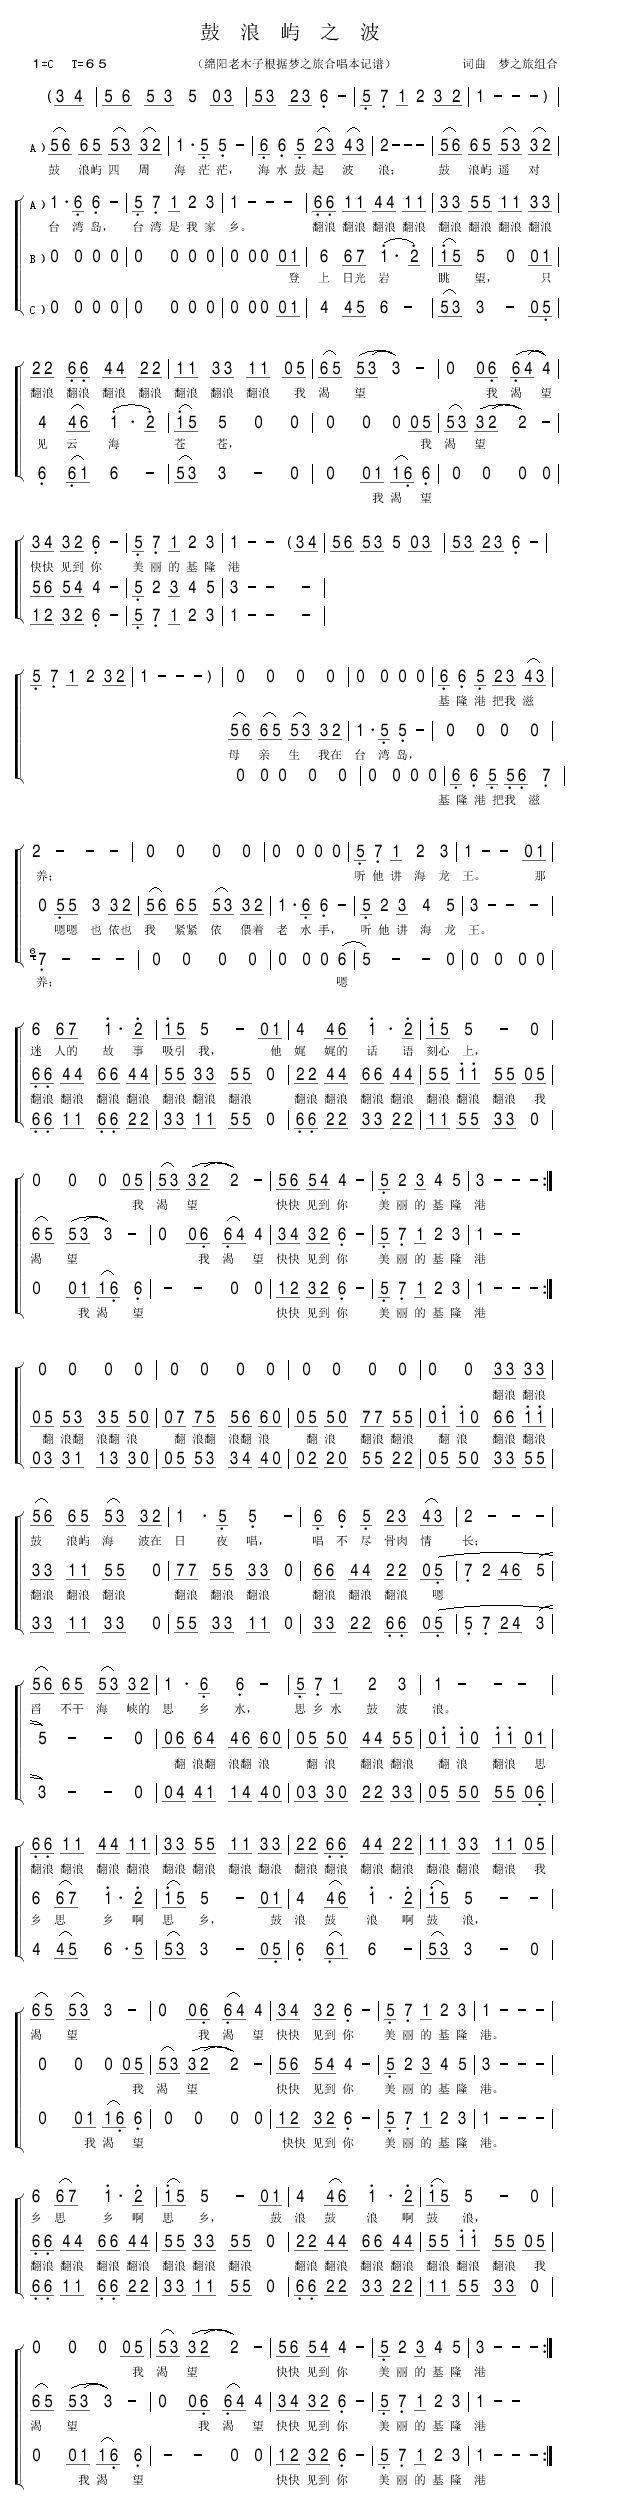 鼓 浪 屿 之 波
1=C T=65 （绵阳老木子根据梦之旅合唱本记谱） 词曲 梦之旅组合
(3 4 | 5 6 5 3 5 03 | 53 23 6 - | 5 7 1 2 32 | 1 - - - ) |
A) 56 65 53 32 | 1·5 5 - | 6 6 5 23 43 | 2 - - - | 56 65 53 32 |
鼓 浪屿 四 周 海 茫 茫， 海 水 鼓 起 波 浪； 鼓 浪屿 遥 对
A) 1·6 6 - | 5 7 1 2 3 | 1 - - - | 66 11 44 11 | 33 55 11 33 |
台 湾 岛， 台 湾 是 我 家 乡。 翻浪 翻浪 翻浪 翻浪 翻浪 翻浪 翻浪 翻浪
B) 0 0 0 0 | 0 0 0 0 | 0 00 01 | 6 67 1·2 | 15 5 0 01 |
登 上 日光 岩 眺 望， 只
C) 0 0 0 0 | 0 0 0 0 | 0 00 01 | 4 45 6 - | 53 3 - 05 |
22 66 44 22 | 11 33 11 05 | 65 53 3 - | 0 06 64 4 |
翻浪 翻浪 翻浪 翻浪 翻浪 翻浪 翻浪 我 渴 望 我 渴 望
4 46 1·2 | 15 5 0 0 | 0 0 0 05 | 53 32 2 - |
见 云 海 苍 苍， 我 渴 望
6 61 6 - | 53 3 - 0 | 0 01 16 6 | 0 0 0 0 |
我 渴 望
34 32 6 - | 5 7 1 2 3 | 1 - - (34 | 56 53 5 03 | 53 23 6 - |
快快 见到 你 美 丽 的 基 隆 港
56 54 4 - | 5 2 3 4 5 | 3 - - - |
12 32 6 - | 5 7 1 2 3 | 1 - - - |
5 7 1 2 32 | 1 - - - ) | 0 0 0 0 | 0 0 0 0 | 6 6 5 23 43 |
基 隆 港 把我 滋
56 65 53 32 | 1·5 5 - | 0 0 0 0 |
母 亲 生 我在 台 湾 岛，
0 0 0 0 | 0 0 0 0 | 6 6 5 56 7 |
基 隆 港 把我 滋
2 - - - | 0 0 0 0 | 0 0 0 0 | 5 7 1 2 3 | 1 - - 01 |
养； 听 他 讲 海 龙 王。 那
0 55 3 32 | 56 65 53 32 | 1·6 6 - | 5 2 3 4 5 | 3 - - - |
嗯嗯 也 依也 我 紧紧 依 偎着 老 水 手， 听 他 讲 海 龙 王。
7 - - - | 0 0 0 0 | 0 0 0 6 | 5 - - 0 | 0 0 0 0 |
养； 嗯
6 67 1·2 | 15 5 - 01 | 4 46 1·2 | 15 5 - 0 |
迷 人的 故 事 吸引 我， 他 娓 娓的 话 语 刻心 上，
66 44 66 44 | 55 33 55 0 | 22 44 66 44 | 55 11 55 05 |
翻浪 翻浪 翻浪 翻浪 翻浪 翻浪 翻浪 翻浪 翻浪 翻浪 翻浪 翻浪 翻浪 翻浪 我
66 11 66 22 | 33 11 55 0 | 66 22 33 22 | 11 55 33 0 |
0 0 0 05 | 53 32 2 - | 56 54 4 - | 5 2 3 4 5 | 3 - - - :|
我 渴 望 快快 见到 你 美 丽 的 基 隆 港
65 53 3 - | 0 06 64 4 | 34 32 6 - | 5 7 1 2 3 | 1 - -
渴 望 我 渴 望 快快 见到 你 美 丽 的 基 隆 港
0 01 16 6 | - - 0 0 | 12 32 6 - | 5 7 1 2 3 | 1 - - - :|
我 渴 望 快快 见到 你 美 丽 的 基 隆 港
0 0 0 0 | 0 0 0 0 | 0 0 0 0 | 0 0 33 33 |
翻浪 翻浪
05 53 35 50 | 07 75 56 60 | 05 50 77 55 | 01 10 66 11 |
翻 浪翻 浪翻 浪 翻 浪翻 浪翻 浪 翻 浪 翻浪 翻浪 翻 浪 翻浪 翻浪
03 31 13 30 | 05 53 34 40 | 02 20 55 22 | 05 50 33 55 |
56 65 53 32 | 1 ·5 5 - | 6 6 5 23 43 | 2 - - - |
鼓 浪屿 海 波在 日 夜 唱， 唱 不 尽 骨肉 情 长；
33 11 55 0 | 77 55 33 0 | 66 44 22 05 | 7 2 46 5 |
翻浪 翻浪 翻浪 翻浪 翻浪 翻浪 翻浪 翻浪 翻浪 嗯
33 11 33 0 | 55 33 11 0 | 33 22 66 05 | 5 7 24 3 |
56 65 53 32 | 1 ·6 6 - | 5 7 1 2 3 | 1 - - - |
舀 不干 海 峡的 思 乡 水， 思 乡 水 鼓 波 浪。
5 - - 0 | 06 64 46 60 | 05 50 44 55 | 01 10 11 01 |
翻 浪翻 浪翻 浪 翻 浪 翻浪 翻浪 翻 浪 翻浪 思
3 - - 0 | 04 41 14 40 | 03 30 22 33 | 05 50 55 06 |
66 11 44 11 | 33 55 11 33 | 22 66 44 22 | 11 33 11 05 |
翻浪 翻浪 翻浪 翻浪 翻浪 翻浪 翻浪 翻浪 翻浪 翻浪 翻浪 翻浪 翻浪 翻浪 翻浪 我
6 67 1·2 | 15 5 - 01 | 4 46 1·2 | 15 5 - - |
乡 思 乡 啊 思 乡， 鼓 浪 鼓 浪 啊 鼓 浪，
4 45 6·5 | 53 3 - 05 | 6 61 6 - | 53 3 - 0 |
65 53 3 - | 0 06 64 4 | 34 32 6 - | 5 7 1 2 3 | 1 - - - |
渴 望 我 渴 望 快快 见到 你 美 丽 的 基 隆 港。
0 0 0 05 | 53 32 2 - | 56 54 4 - | 5 2 3 4 5 | 3 - - - |
我 渴 望 快快 见到 你 美 丽 的 基 隆 港。
0 01 16 6 | 0 0 0 0 | 12 32 6 - | 5 7 1 2 3 | 1 - - - |
我 渴 望 快快 见到 你 美 丽 的 基 隆 港。
6 67 1·2 | 15 5 - 01 | 4 46 1·2 | 15 5 - 0 |
乡 思 乡 啊 思 乡， 鼓 浪 鼓 浪 啊 鼓 浪，
66 44 66 44 | 55 33 55 0 | 22 44 66 44 | 55 11 55 05 |
翻浪 翻浪 翻浪 翻浪 翻浪 翻浪 翻浪 翻浪 翻浪 翻浪 翻浪 翻浪 翻浪 翻浪 我
66 11 66 22 | 33 11 55 0 | 66 22 33 22 | 11 55 33 0 |
0 0 0 05 | 53 32 2 - | 56 54 4 - | 5 2 3 4 5 | 3 - - - :|
我 渴 望 快快 见到 你 美 丽 的 基 隆 港
65 53 3 - | 0 06 64 4 | 34 32 6 - | 5 7 1 2 3 | 1 - -
渴 望 我 渴 望 快快 见到 你 美 丽 的 基 隆 港
0 01 16 6 | - - 0 0 | 12 32 6 - | 5 7 1 2 3 | 1 - - - :|
我 渴 望 快快 见到 你 美 丽 的 基 隆 港